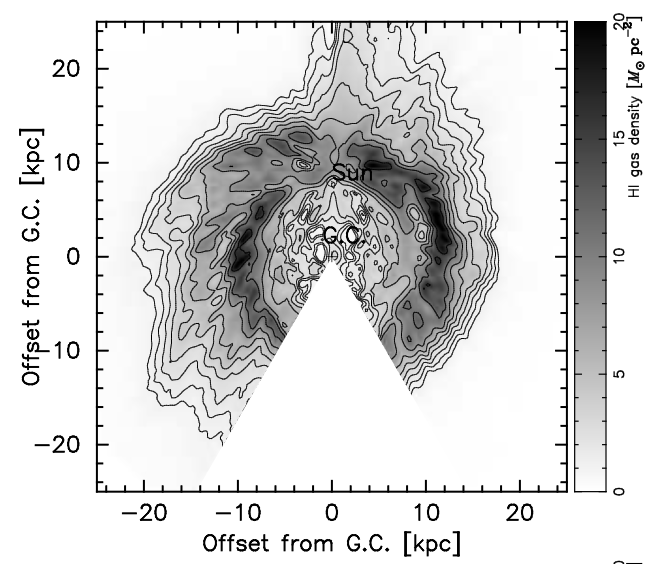 20
10
0
−10
−20
Offset from G.C. [kpc]
Sun
G.C.
−20 −10 0 10 20
Offset from G.C. [kpc]
0 5 10 15 20
HI gas density [M⊙ pc⁻²]